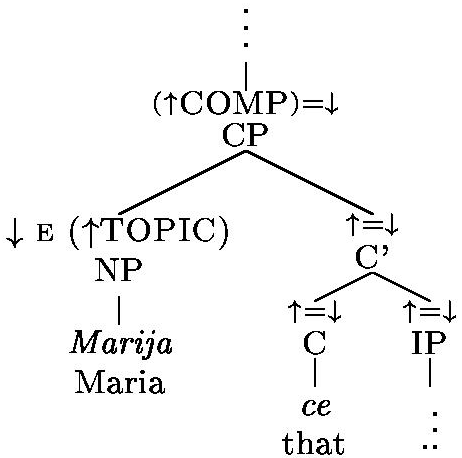 (↑COMP)=↓
CP
↓ E (↑TOPIC)
NP
Marija
Maria
↑=↓
C'
↑=↓
C
ce
that
↑=↓
IP